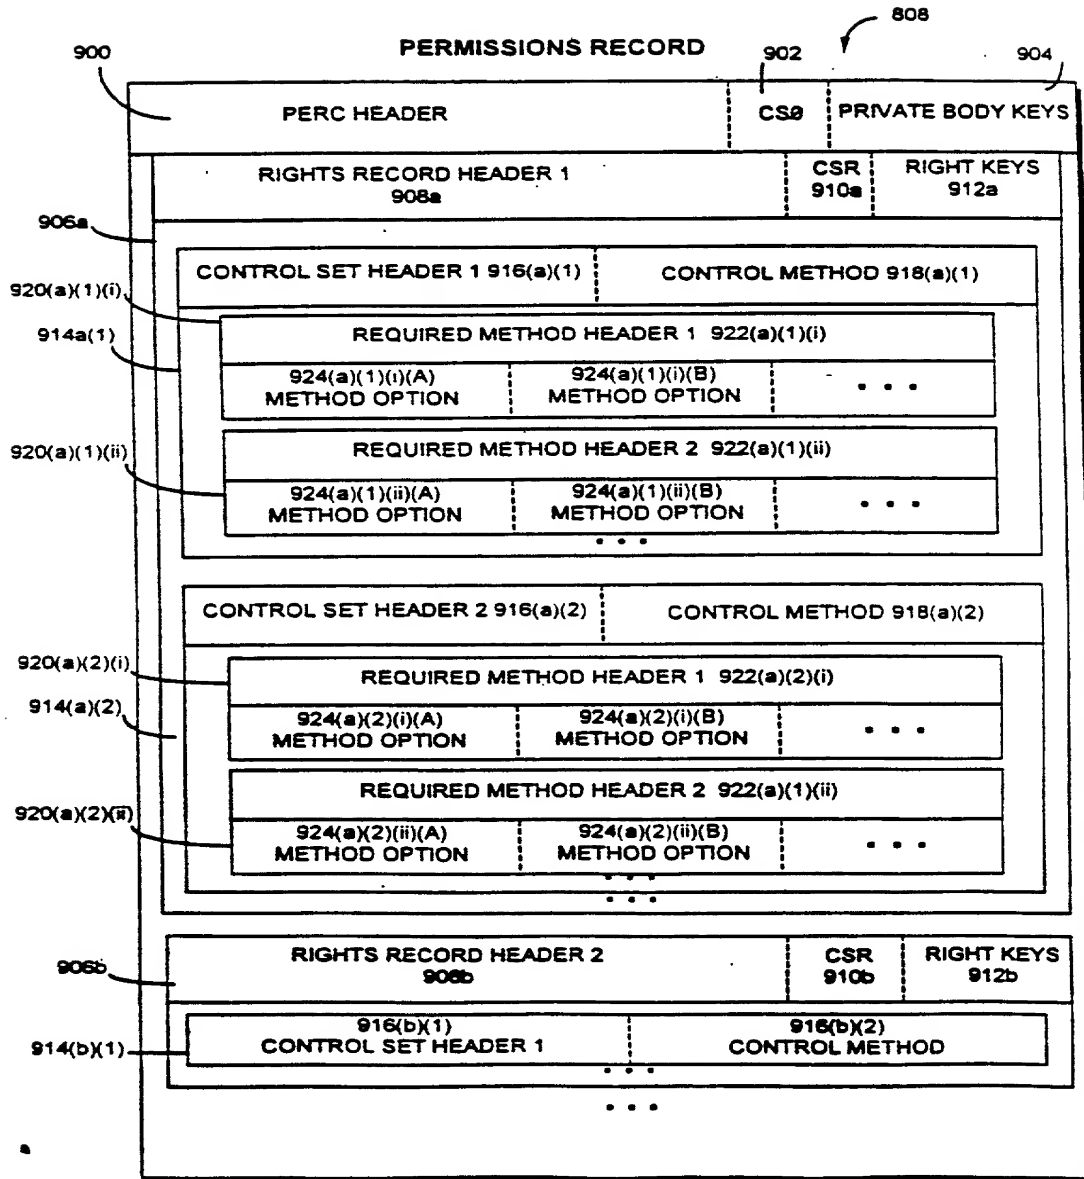 808
900
PERMISSIONS RECORD
902
904
PERC HEADER
CS0
PRIVATE BODY KEYS
RIGHTS RECORD HEADER 1
908a
CSR
910a
RIGHT KEYS
912a
906a
CONTROL SET HEADER 1 916(a)(1)
CONTROL METHOD 918(a)(1)
920(a)(1)(i)
914a(1)
REQUIRED METHOD HEADER 1 922(a)(1)(i)
924(a)(1)(i)(A)
METHOD OPTION
924(a)(1)(i)(B)
METHOD OPTION
• • •
920(a)(1)(ii)
REQUIRED METHOD HEADER 2 922(a)(1)(ii)
924(a)(1)(ii)(A)
METHOD OPTION
924(a)(1)(ii)(B)
METHOD OPTION
• • •
• • •
CONTROL SET HEADER 2 916(a)(2)
CONTROL METHOD 918(a)(2)
920(a)(2)(i)
914(a)(2)
REQUIRED METHOD HEADER 1 922(a)(2)(i)
924(a)(2)(i)(A)
METHOD OPTION
924(a)(2)(i)(B)
METHOD OPTION
• • •
920(a)(2)(ii)
REQUIRED METHOD HEADER 2 922(a)(1)(ii)
924(a)(2)(ii)(A)
METHOD OPTION
924(a)(2)(ii)(B)
METHOD OPTION
• • •
• • •
• • •
906b
RIGHTS RECORD HEADER 2
908b
CSR
910b
RIGHT KEYS
912b
914(b)(1)
916(b)(1)
CONTROL SET HEADER 1
916(b)(2)
CONTROL METHOD
• • •
• • •